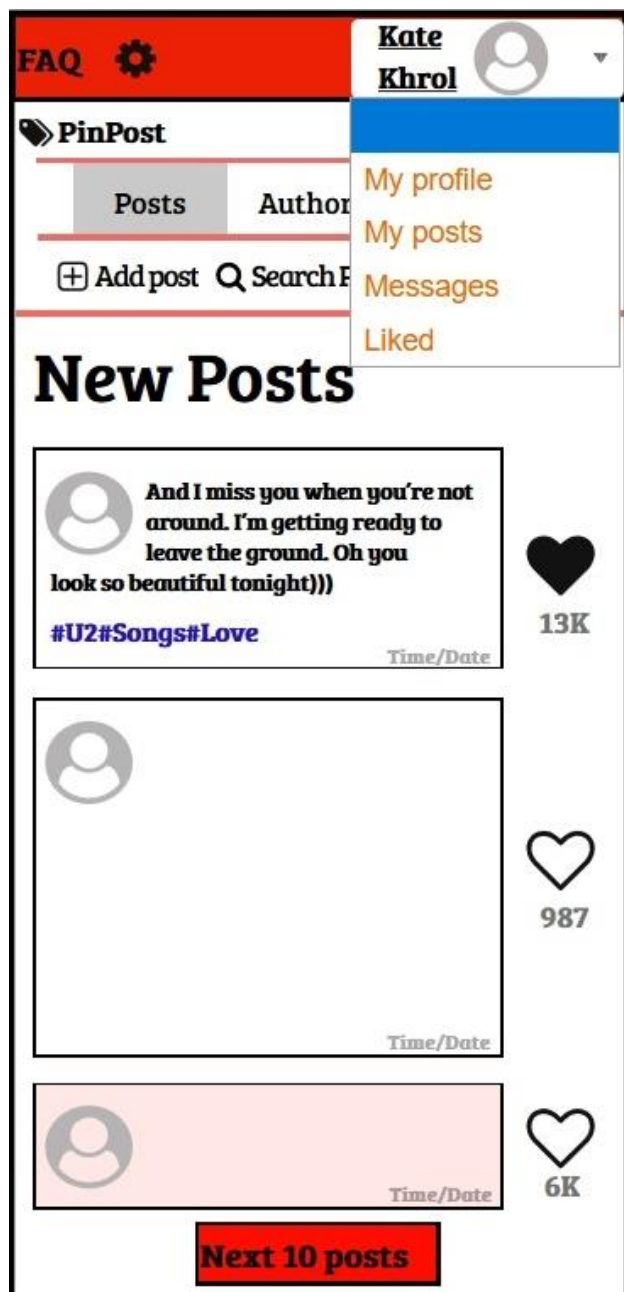 FAQ
Kate
Khrol
PinPost
My profile
Posts
Author
My posts
Add post
Search P
Messages
Liked
New Posts
And I miss you when you’re not
around. I’m getting ready to
leave the ground. Oh you
look so beautiful tonight)))
#U2#Songs#Love
Time/Date
13K
987
Time/Date
6K
Time/Date
Next 10 posts